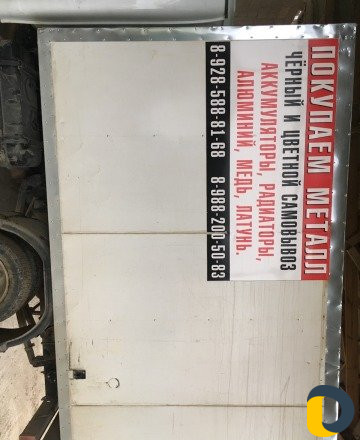 ПОКУПАЕМ МЕТАЛЛ
ЧЁРНЫЙ И ЦВЕТНОЙ САМОВЫВОЗ
АККУМУЛЯТОРЫ, РАДИАТОРЫ,
АЛЮМИНИЙ, МЕДЬ, ЛАТУНЬ.
8-928-588-81-68 8-988-200-50-83